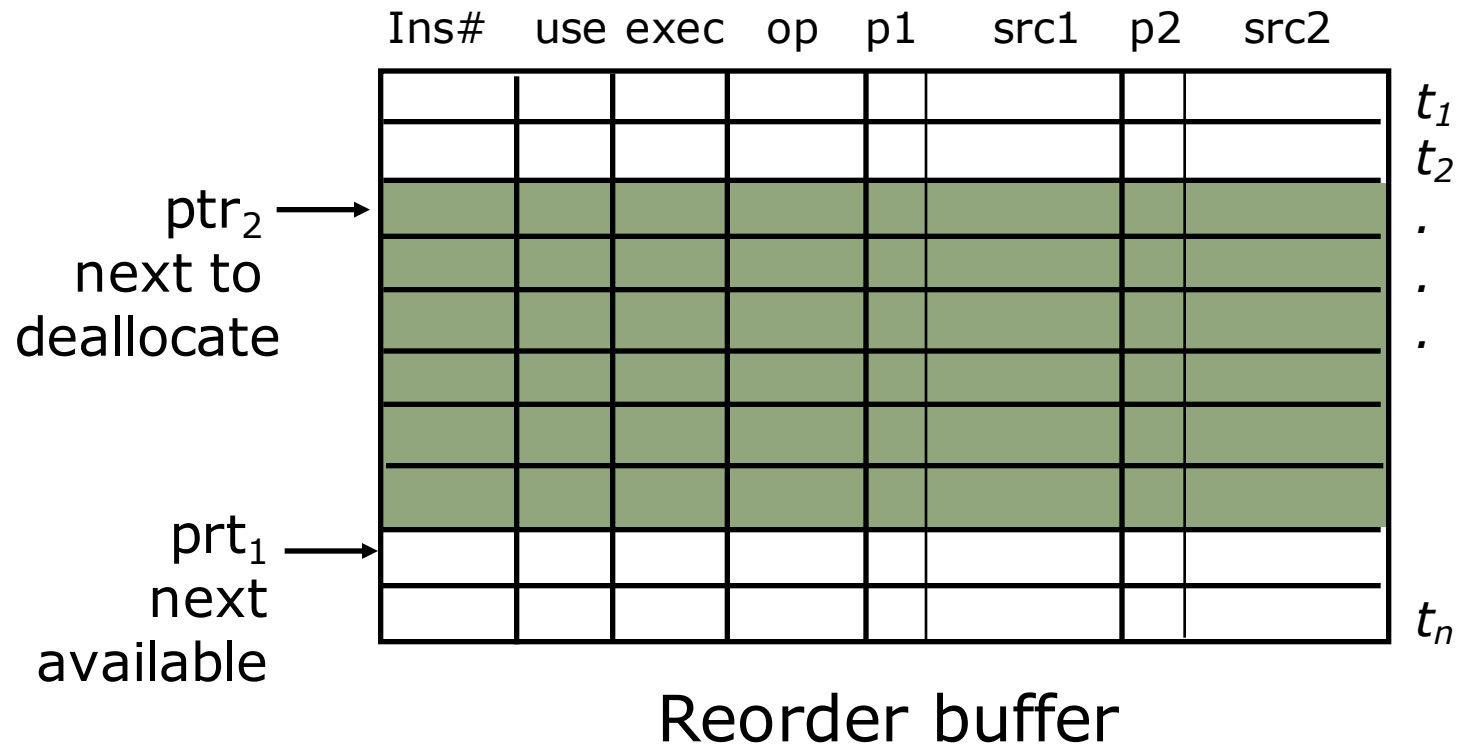 Ins# use exec op p1 src1 p2 src2
t1
t2
.
.
.
tn
ptr2
next to
deallocate
prt1
next
available
Reorder buffer